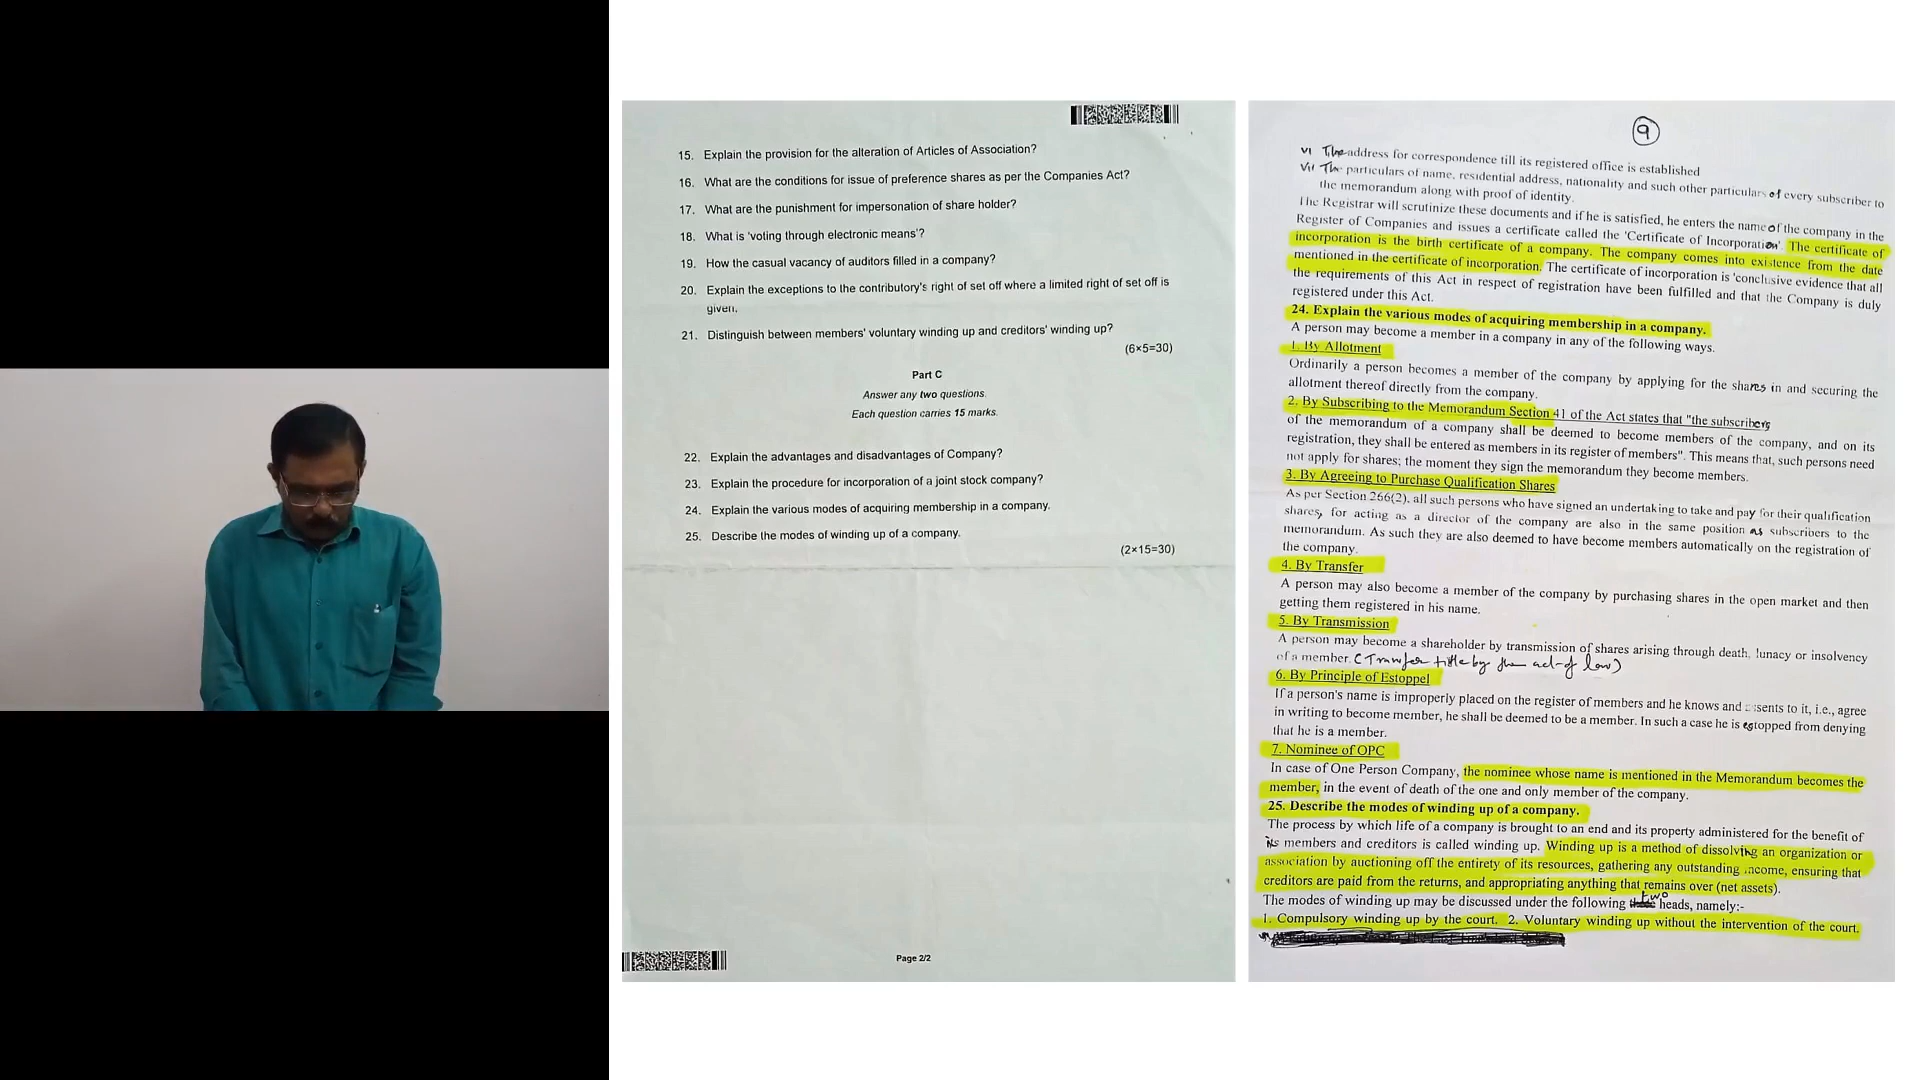 15. Explain the provision for the alteration of Articles of Association?
16. What are the conditions for issue of preference shares as per the Companies Act?
17. What are the punishment for impersonation of share holder?
18. What is 'voting through electronic means'?
19. How the casual vacancy of auditors filled in a company?
20. Explain the exceptions to the contributory's right of set off where a limited right of set off is
given.
21. Distinguish between members' voluntary winding up and creditors' winding up?
(6×5=30)
Part C
Answer any two questions.
Each question carries 15 marks.
22. Explain the advantages and disadvantages of Company?
23. Explain the procedure for incorporation of a joint stock company?
24. Explain the various modes of acquiring membership in a company.
25. Describe the modes of winding up of a company.
(2×15=30)
Page 2/2
9
VI The address for correspondence till its registered office is established
VII The particulars of name, residential address, nationality and such other particulars of every subscriber to
the memorandum along with proof of identity.
The Registrar will scrutinize these documents and if he is satisfied, he enters the name of the company in the
Register of Companies and issues a certificate called the 'Certificate of Incorporation'. The certificate of
incorporation is the birth certificate of a company. The company comes into existence from the date
mentioned in the certificate of incorporation. The certificate of incorporation is 'conclusive evidence that all
the requirements of this Act in respect of registration have been fulfilled and that the Company is duly
registered under this Act.
24. Explain the various modes of acquiring membership in a company.
A person may become a member in a company in any of the following ways.
1. By Allotment
Ordinarily a person becomes a member of the company by applying for the shares in and securing the
allotment thereof directly from the company.
2. By Subscribing to the Memorandum Section 41 of the Act states that "the subscribers
of the memorandum of a company shall be deemed to become members of the company, and on its
registration, they shall be entered as members in its register of members". This means that, such persons need
not apply for shares; the moment they sign the memorandum they become members.
3. By Agreeing to Purchase Qualification Shares
As per Section 266(2), all such persons who have signed an undertaking to take and pay for their qualification
shares, for acting as a director of the company are also in the same position as subscribers to the
memorandum. As such they are also deemed to have become members automatically on the registration of
the company.
4. By Transfer
A person may also become a member of the company by purchasing shares in the open market and then
getting them registered in his name.
5. By Transmission
A person may become a shareholder by transmission of shares arising through death, lunacy or insolvency
of a member. (Transfer title by the act of law)
6. By Principle of Estoppel
If a person's name is improperly placed on the register of members and he knows and assents to it, i.e., agree
in writing to become member, he shall be deemed to be a member. In such a case he is estopped from denying
that he is a member.
7. Nominee of OPC
In case of One Person Company, the nominee whose name is mentioned in the Memorandum becomes the
member, in the event of death of the one and only member of the company.
25. Describe the modes of winding up of a company.
The process by which life of a company is brought to an end and its property administered for the benefit of
its members and creditors is called winding up. Winding up is a method of dissolving an organization or
association by auctioning off the entirety of its resources, gathering any outstanding income, ensuring that
creditors are paid from the returns, and appropriating anything that remains over (net assets).
The modes of winding up may be discussed under the following two heads, namely:-
1. Compulsory winding up by the court. 2. Voluntary winding up without the intervention of the court.